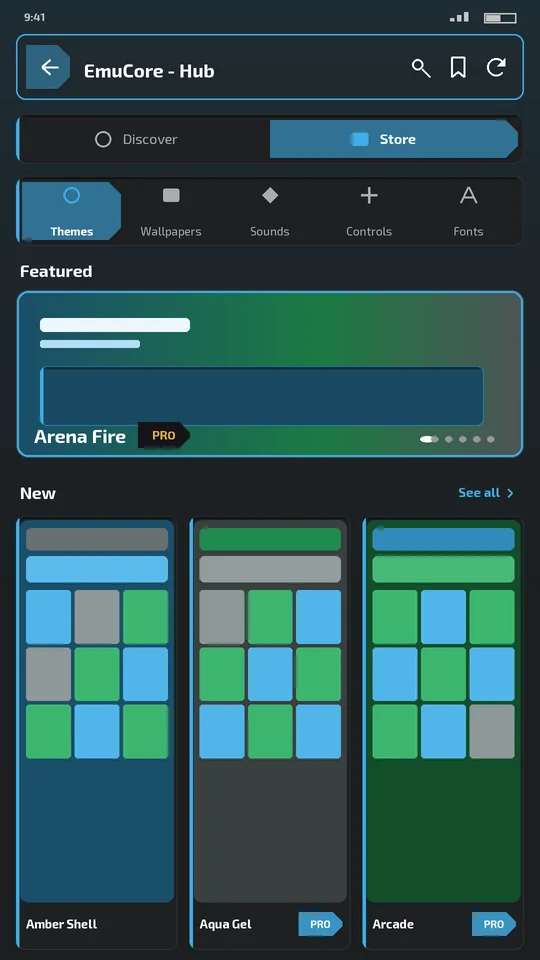 9:41
EmuCore - Hub
Discover
Store
Themes
Wallpapers
Sounds
Controls
Fonts
Featured
Arena Fire
PRO
New
See all
Amber Shell
Aqua Gel
PRO
Arcade
PRO